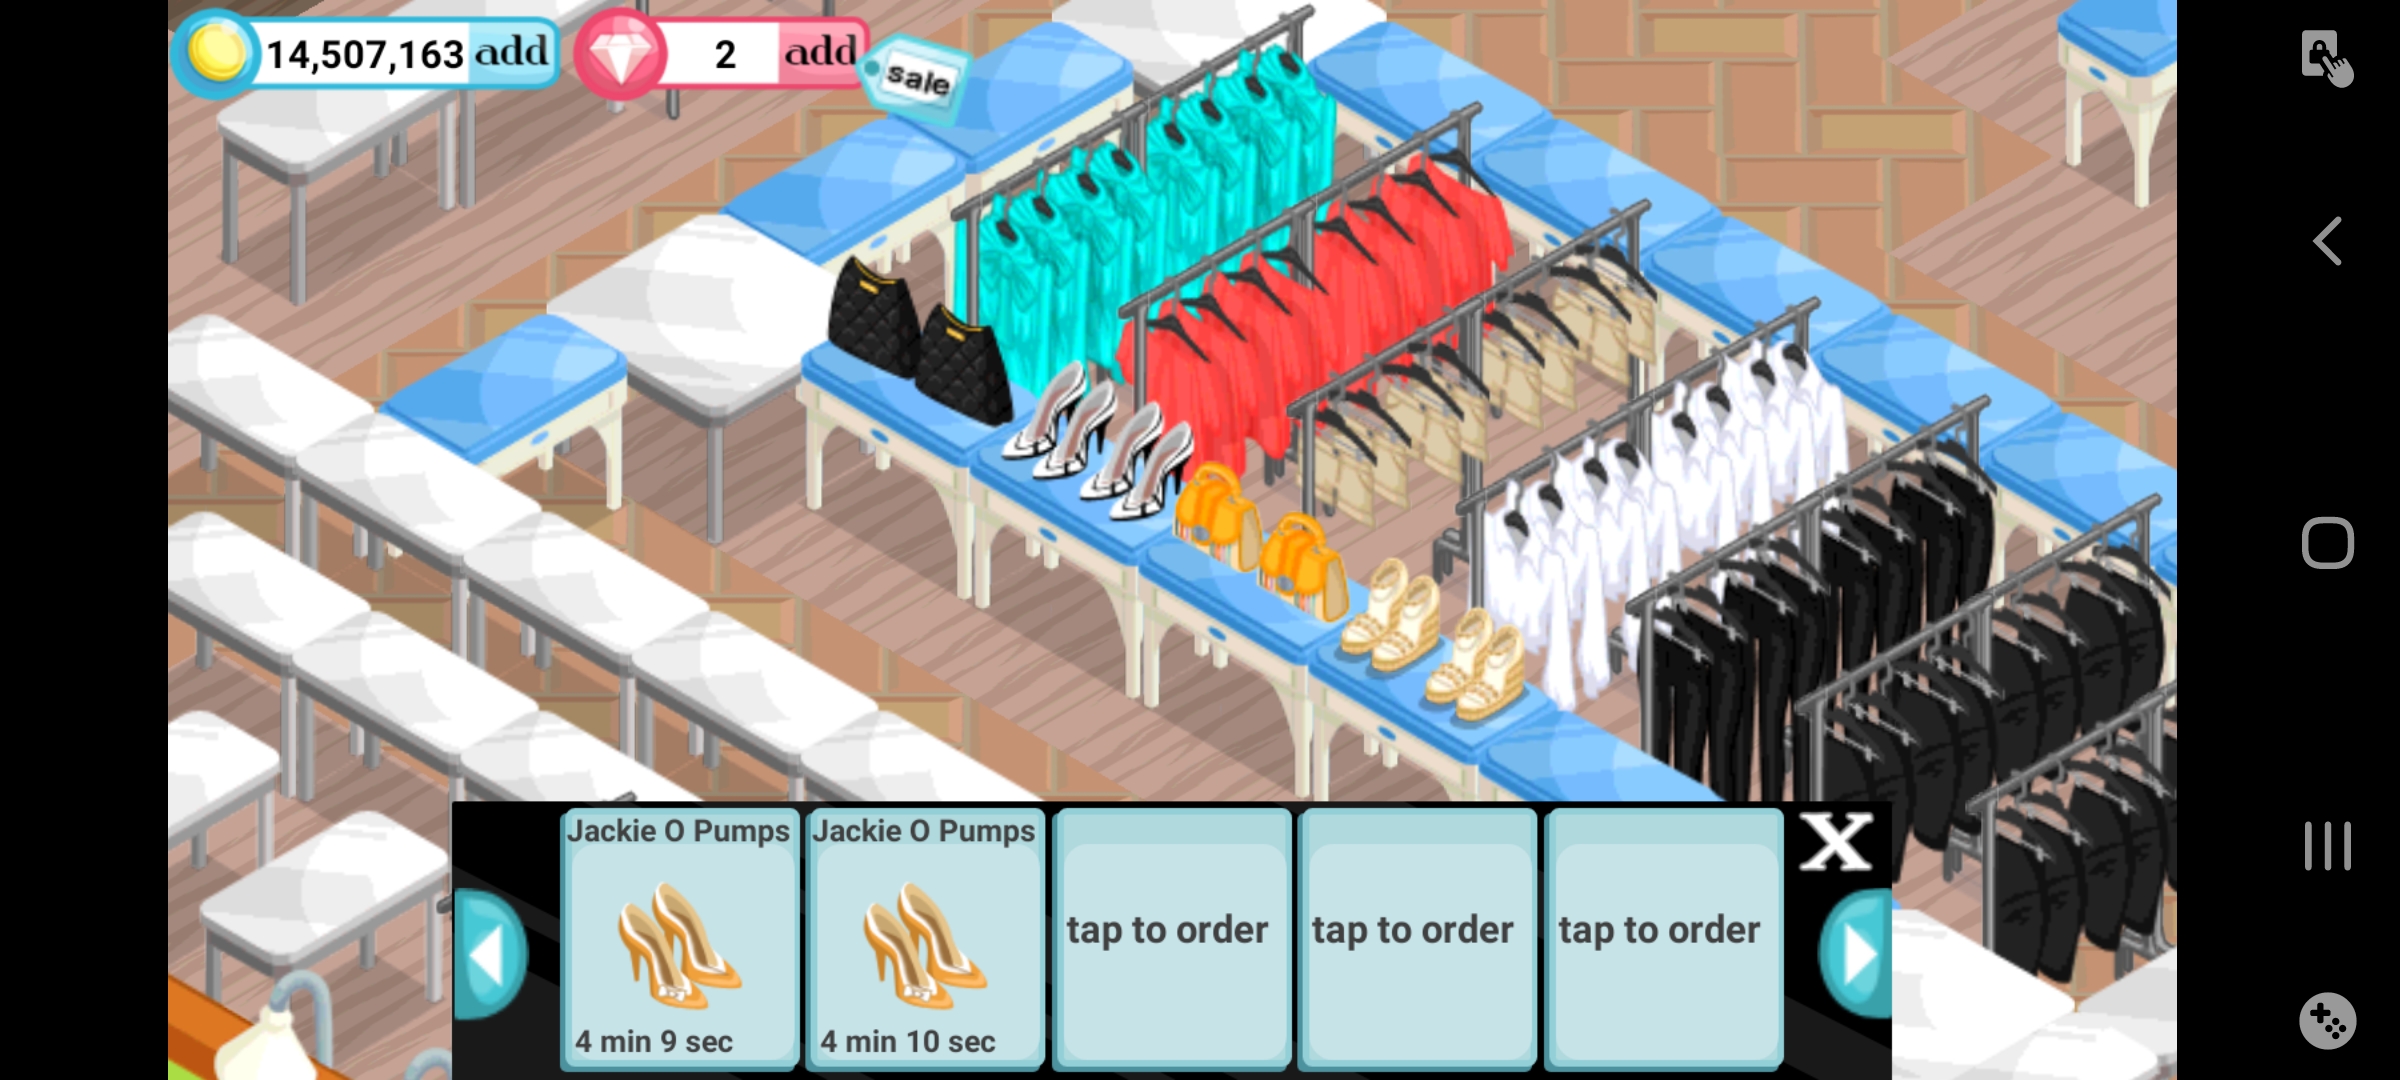 14,507,163 add
2 add
sale
Jackie O Pumps
4 min 9 sec
Jackie O Pumps
4 min 10 sec
tap to order
tap to order
tap to order
X